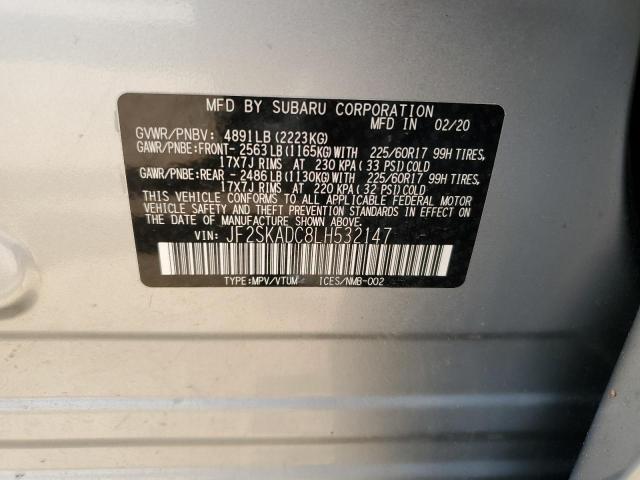 MFD BY SUBARU CORPORATION
MFD IN 02/20
GVWR/PNBV: 4891LB (2223KG)
GAWR/PNBE:FRONT- 2563LB (1165KG)WITH 225/60R17 99H TIRES,
17X7J RIMS AT 230 KPA (33 PSI)COLD
GAWR/PNBE:REAR - 2486LB (1130KG)WITH 225/60R17 99H TIRES,
17X7J RIMS AT 220 KPA (32 PSI)COLD
THIS VEHICLE CONFORMS TO ALL APPLICABLE FEDERAL MOTOR
VEHICLE SAFETY AND THEFT PREVENTION STANDARDS IN EFFECT
ON THE DATE OF MANUFACTURE SHOWN ABOVE.
VIN: JF2SKADC8LH532147
TYPE:MPV/VTUM ICES/NMB-002